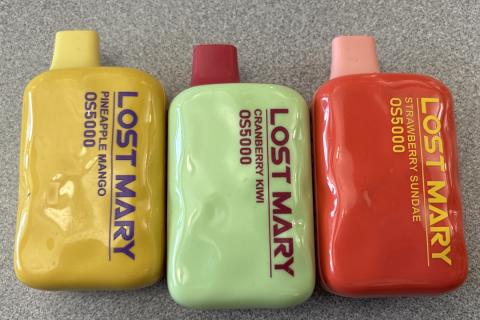 LOST MARY
PINEAPPLE MANGO
OS5000
LOST MARY
CRANBERRY KIWI
OS5000
LOST MARY
STRAWBERRY SUNDAE
OS5000